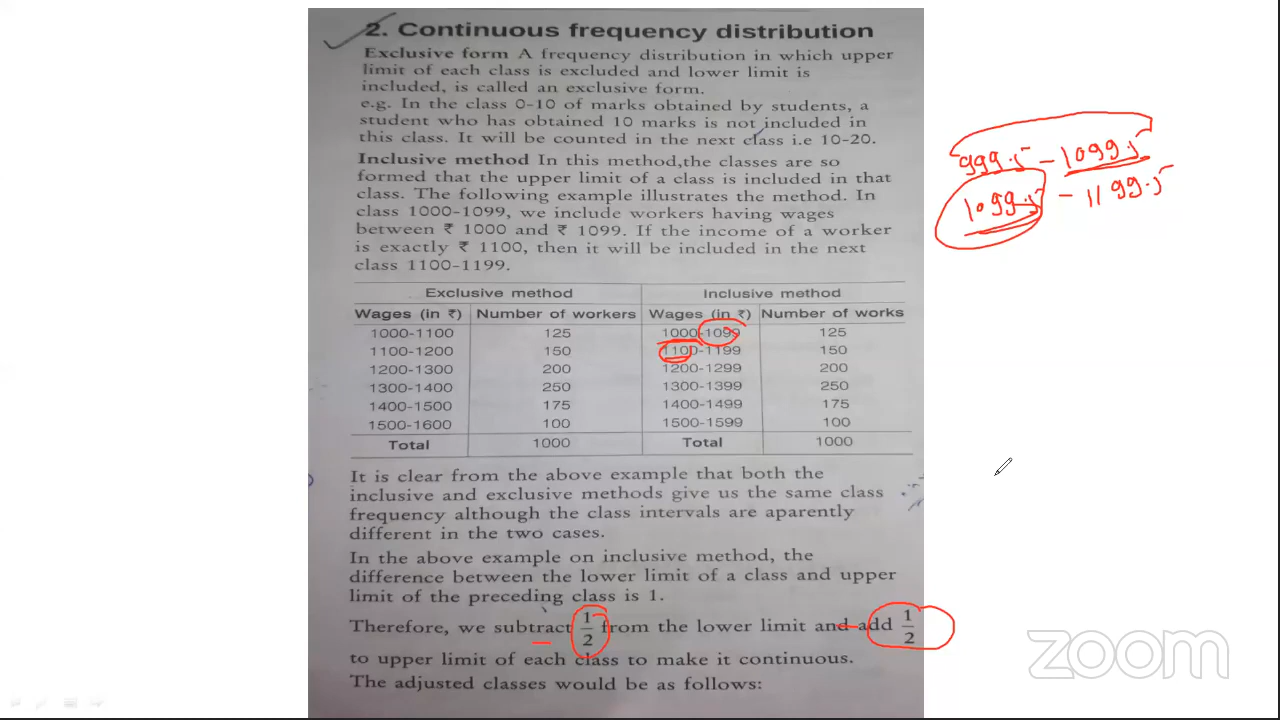 2. Continuous frequency distribution
Exclusive form A frequency distribution in which upper
limit of each class is excluded and lower limit is
included, is called an exclusive form.
e.g. In the class 0-10 of marks obtained by students, a
student who has obtained 10 marks is not included in
this class. It will be counted in the next class i.e 10-20.
Inclusive method In this method,the classes are so
formed that the upper limit of a class is included in that
class. The following example illustrates the method. In
class 1000-1099, we include workers having wages
between ₹ 1000 and ₹ 1099. If the income of a worker
is exactly ₹ 1100, then it will be included in the next
class 1100-1199.
Exclusive method Inclusive method
Wages (in ₹) Number of workers Wages (in ₹) Number of works
1000-1100 125 1000-1099 125
1100-1200 150 1100-1199 150
1200-1300 200 1200-1299 200
1300-1400 250 1300-1399 250
1400-1500 175 1400-1499 175
1500-1600 100 1500-1599 100
Total 1000 Total 1000
It is clear from the above example that both the
inclusive and exclusive methods give us the same class
frequency although the class intervals are aparently
different in the two cases.
In the above example on inclusive method, the
difference between the lower limit of a class and upper
limit of the preceding class is 1.
Therefore, we subtract 1/2 from the lower limit and add 1/2
to upper limit of each class to make it continuous.
The adjusted classes would be as follows:
999.5 - 1099.5
1099.5 - 1199.5
zoom